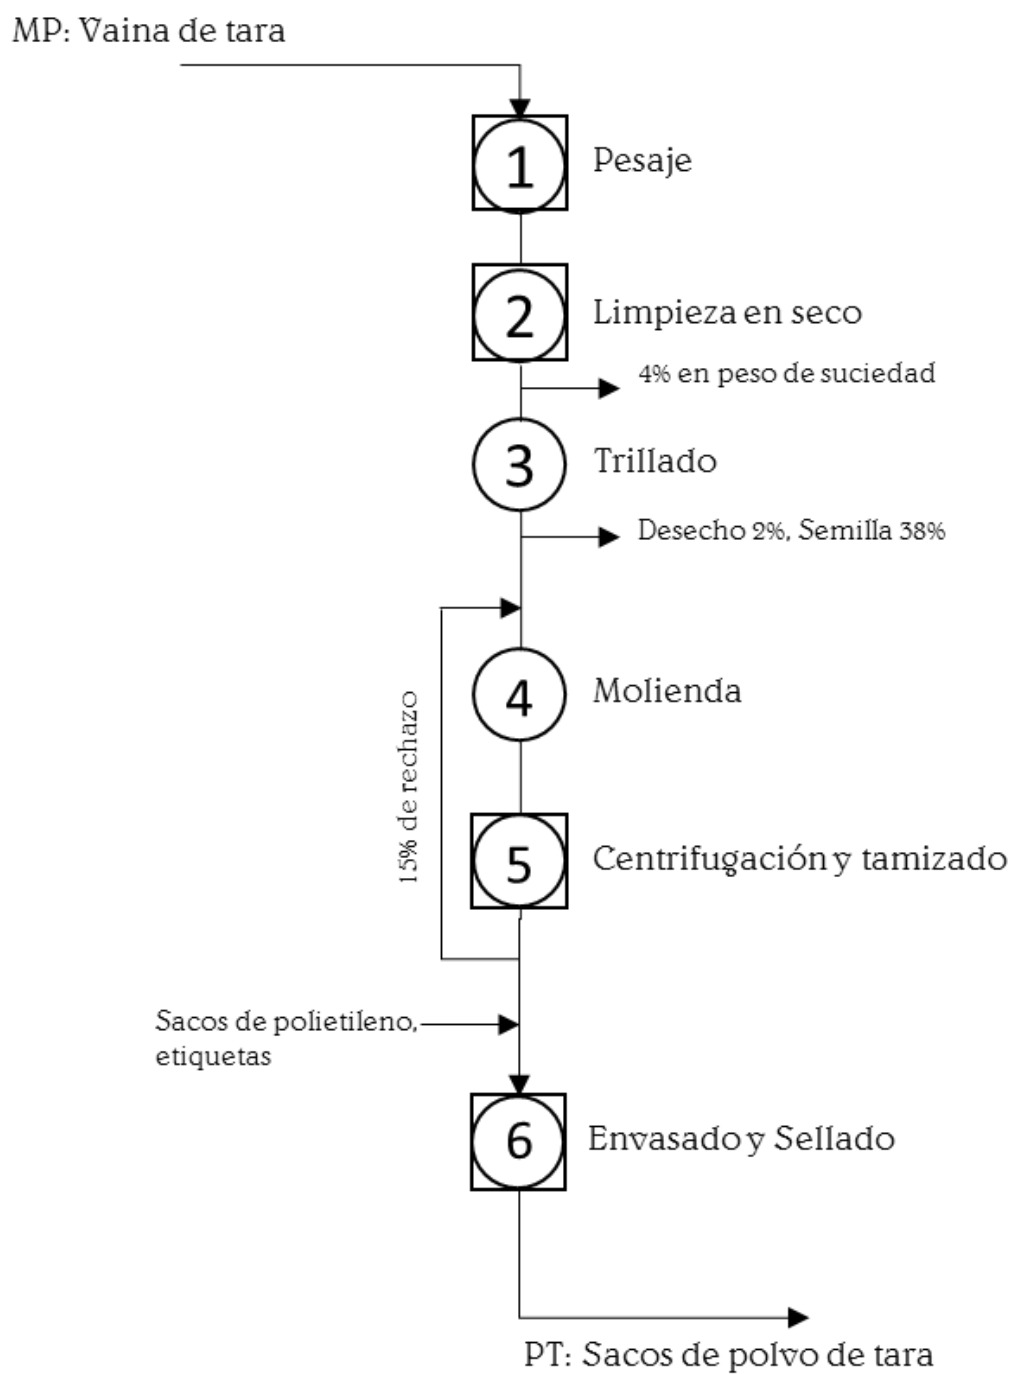 MP: Vaina de tara
1
Pesaje
2
Limpieza en seco
4% en peso de suciedad
3
Trillado
Desecho 2%, Semilla 38%
4
Molienda
15% de rechazo
5
Centrifugación y tamizado
Sacos de polietileno,
etiquetas
6
Envasado y Sellado
PT: Sacos de polvo de tara